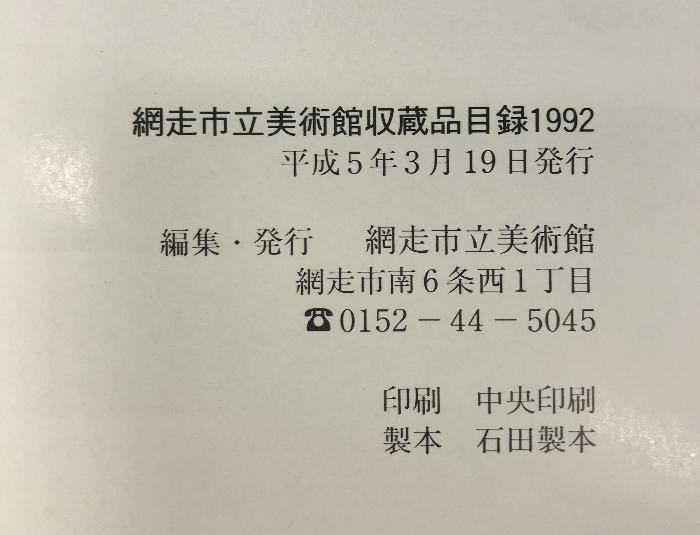 網走市立美術館収蔵品目録1992
平成5年3月19日発行
編集・発行　網走市立美術館
網走市南6条西1丁目
☎0152－44－5045
印刷　中央印刷
製本　石田製本